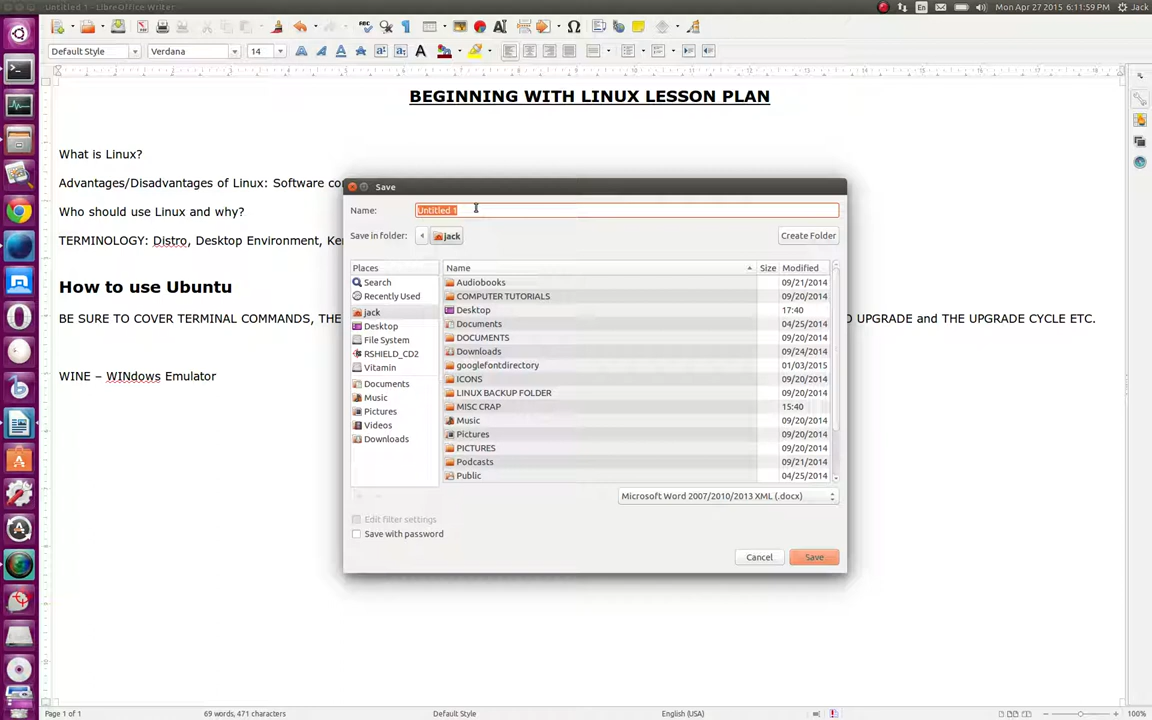 Untitled 1 - LibreOffice Writer
En
Mon Apr 27 2015 6:11:59 PM
Jack
Default Style
Verdana
14
BEGINNING WITH LINUX LESSON PLAN
What is Linux?
Advantages/Disadvantages of Linux: Software co
Who should use Linux and why?
TERMINOLOGY: Distro, Desktop Environment, Ke
How to use Ubuntu
BE SURE TO COVER TERMINAL COMMANDS, THE
O UPGRADE and THE UPGRADE CYCLE ETC.
WINE – WINdows Emulator
Save
Name: Untitled 1
Save in folder: jack Create Folder
Places Name Size Modified
Search Audiobooks 09/21/2014
Recently Used COMPUTER TUTORIALS 09/20/2014
jack Desktop 17:40
Desktop Documents 04/25/2014
File System DOCUMENTS 09/20/2014
RSHIELD_CD2 Downloads 09/24/2014
Vitamin googlefontdirectory 01/03/2015
Documents ICONS 09/20/2014
Music LINUX BACKUP FOLDER 09/20/2014
Pictures MISC CRAP 15:40
Videos Music 09/20/2014
Downloads Pictures 09/20/2014
PICTURES 09/20/2014
Podcasts 09/21/2014
Public 04/25/2014
Microsoft Word 2007/2010/2013 XML (.docx)
Edit filter settings
Save with password
Cancel Save
Page 1 of 1 69 words, 471 characters Default Style English (USA) 100%